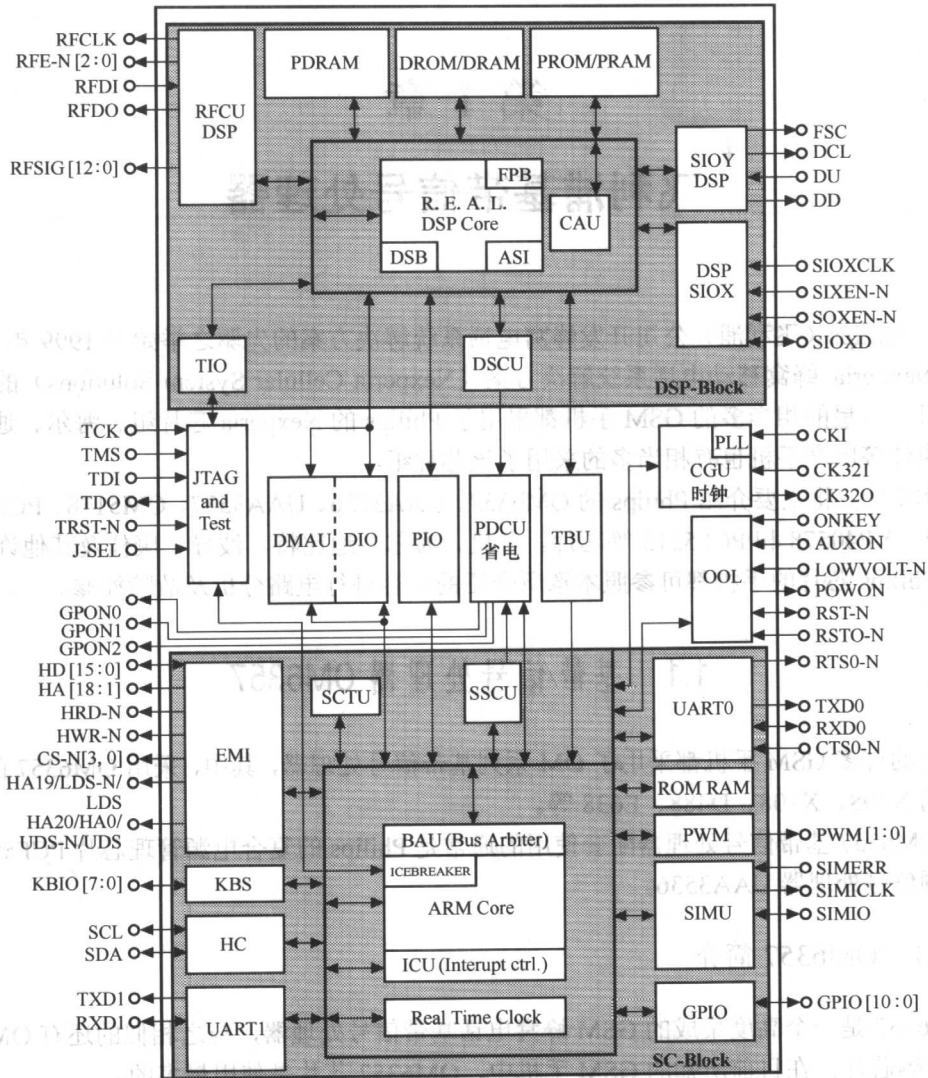 RFCLK
RFE-N [2:0]
RFDI
RFDO
RFSIG [12:0]
RFCU
DSP
PDRAM
DROM/DRAM
PROM/PRAM
FPB
R. E. A. L.
DSP Core
DSB
ASI
CAU
SIOY
DSP
FSC
DCL
DU
DD
DSP
SIOX
SIOXCLK
SIXEN-N
SOXEN-N
SIOXD
TIO
DSCU
DSP-Block
TCK
TMS
TDI
TDO
TRST-N
J-SEL
JTAG
and
Test
DMAU
DIO
PIO
PDCU
省电
TBU
PLL
CGU
时钟
CKI
CK32I
CK32O
OOL
ONKEY
AUXON
LOWVOLT-N
POWON
RST-N
RSTO-N
GPON0
GPON1
GPON2
HD [15:0]
HA [18:1]
HRD-N
HWR-N
CS-N[3, 0]
HA19/LDS-N/
LDS
HA20/HA0/
UDS-N/UDS
EMI
SCTU
SSCU
UART0
RTS0-N
TXD0
RXD0
CTS0-N
ROM RAM
BAU (Bus Arbiter)
ICEBREAKER
ARM Core
ICU (Interupt ctrl.)
Real Time Clock
PWM
PWM [1:0]
SIMU
SIMERR
SIMICLK
SIMIO
KBIO [7:0]
KBS
SCL
SDA
HC
TXD1
RXD1
UART1
GPIO
GPIO [10:0]
SC-Block